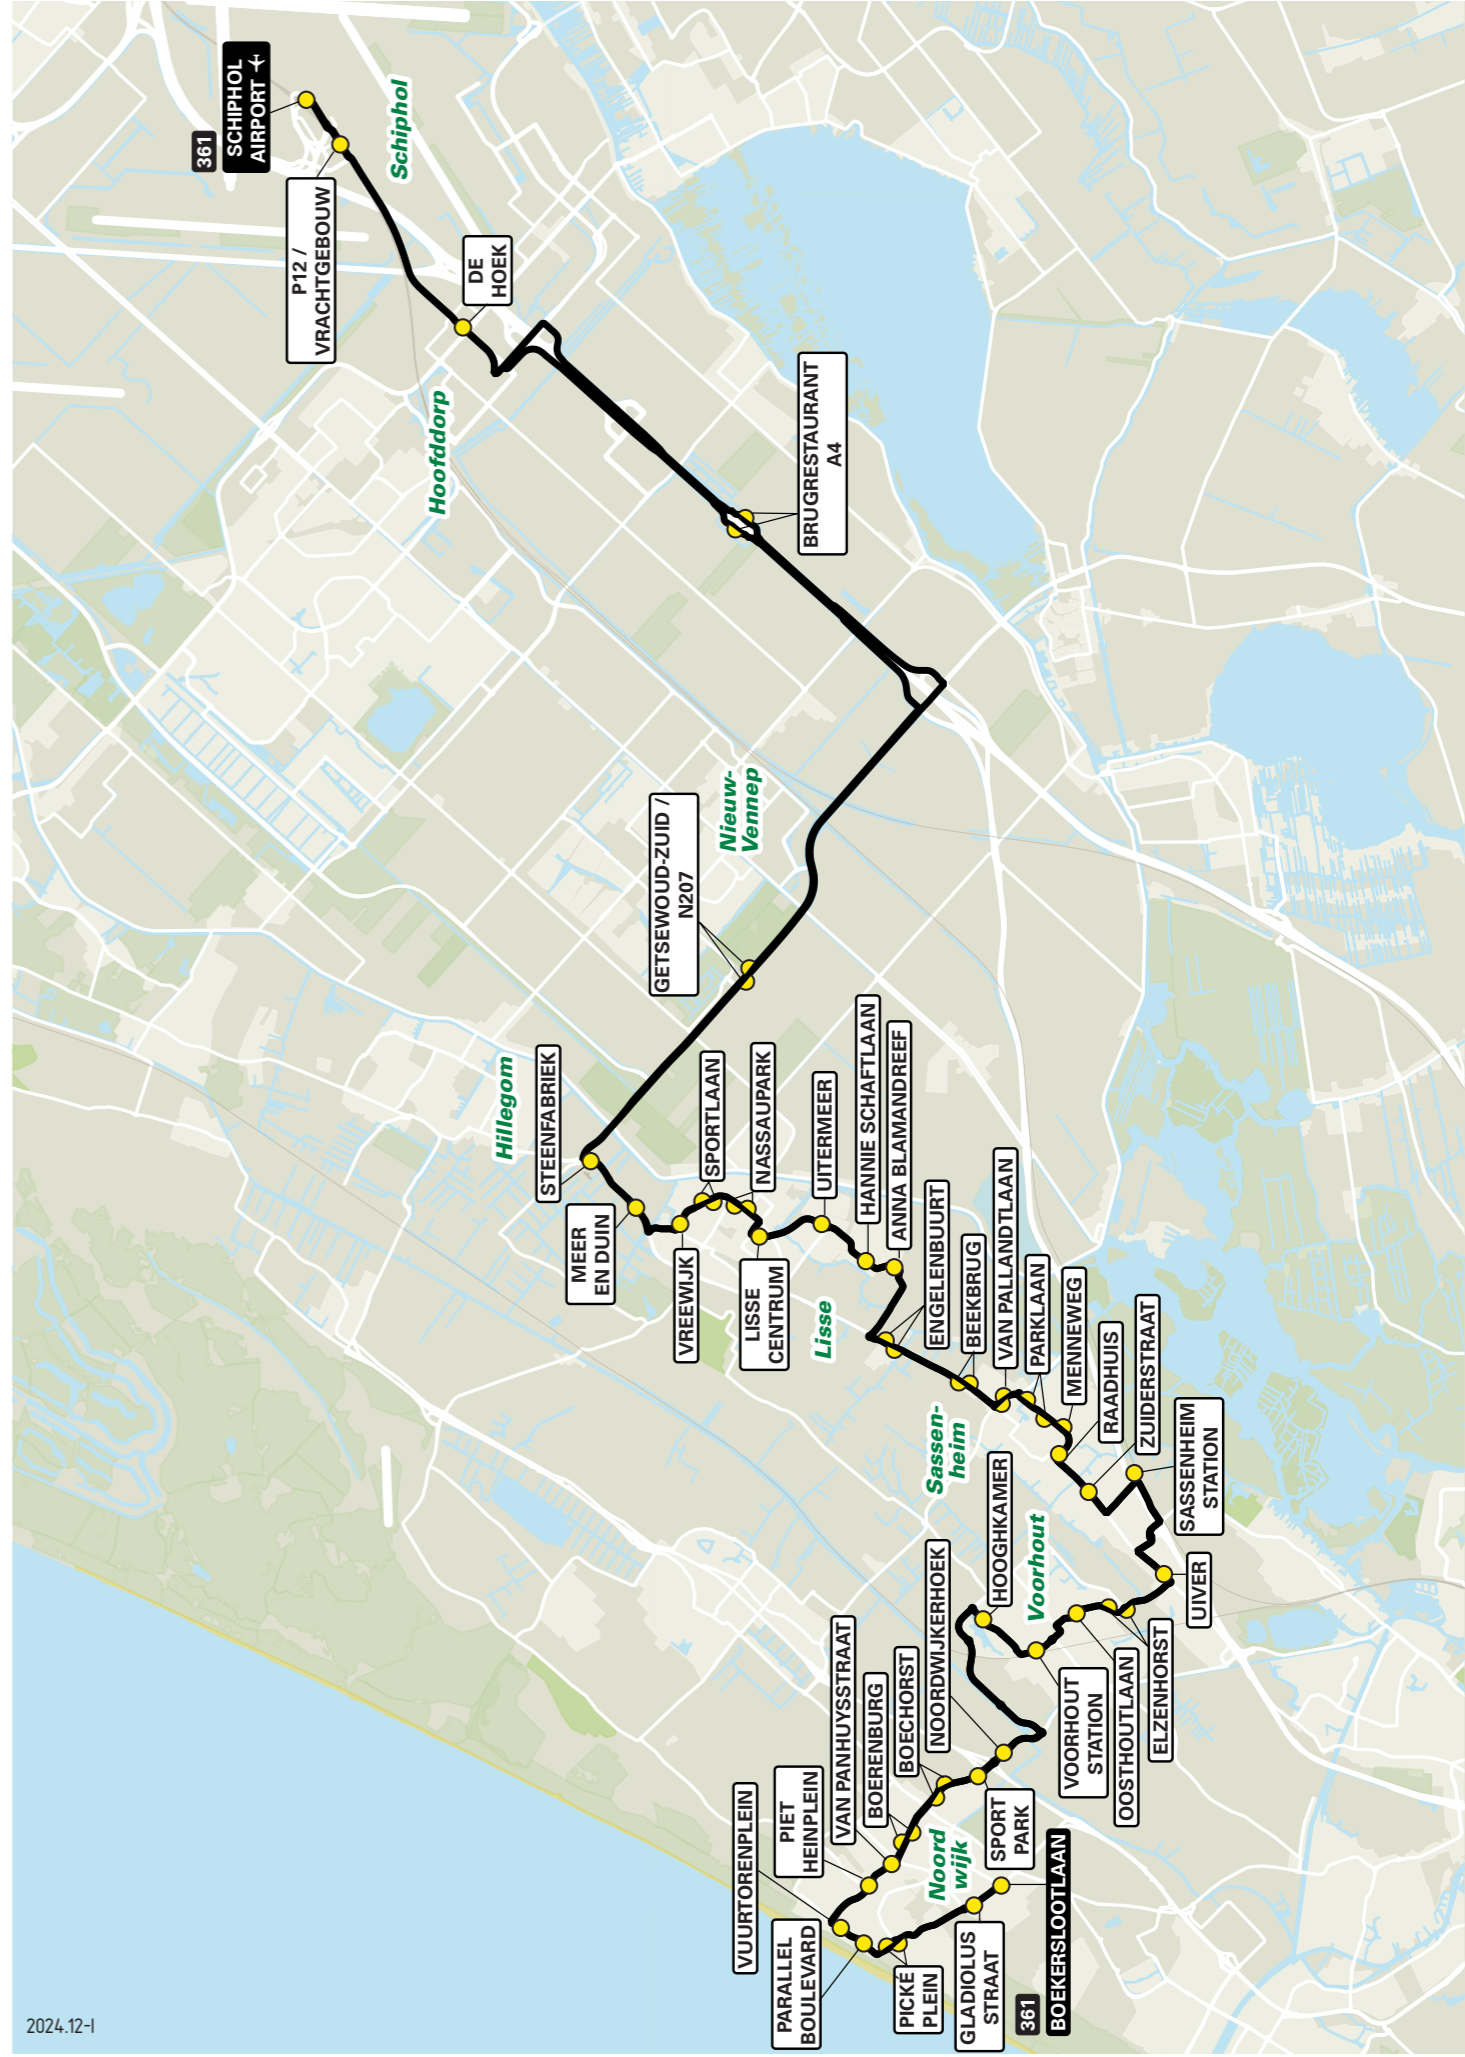 361
SCHIPHOL
AIRPORT
Schiphol
P12 /
VRACHTGEBOUW
DE
HOEK
Hoofddorp
BRUGRESTAURANT
A4
Nieuw-
Vennep
GETSEWOUD-ZUID /
N207
Hillegom
STEENFABRIEK
MEER
EN DUIN
VREEWIJK
SPORTLAAN
NASSAUPARK
LISSE
CENTRUM
UITERMEER
Lisse
HANNIE SCHAFTLAAN
ANNA BLAMANDREEF
ENGELENBUURT
BEEKBRUG
VAN PALLANDTLAAN
PARKLAAN
MENNEWEG
RAADHUIS
ZUIDERSTRAAT
Sassen-
heim
SASSENHEIM
STATION
UIVER
ELZENHORST
OOSTHOUTLAAN
VOORHOUT
STATION
Voorhout
HOOGHKAMER
NOORDWIJKERHOEK
SPORT
PARK
BOECHORST
BOERENBURG
VAN PANHUYSSTRAAT
PIET
HEINPLEIN
Noord
wijk
VUURTORENPLEIN
PARALLEL
BOULEVARD
PICKÉ
PLEIN
GLADIOLUS
STRAAT
361
BOEKERSLOOTLAAN
2024.12-I